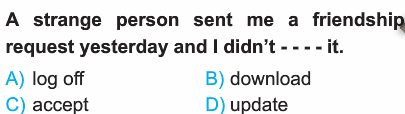 A strange person sent me a friendship
request yesterday and I didn't - - - - it.
A) log off B) download
C) accept D) update